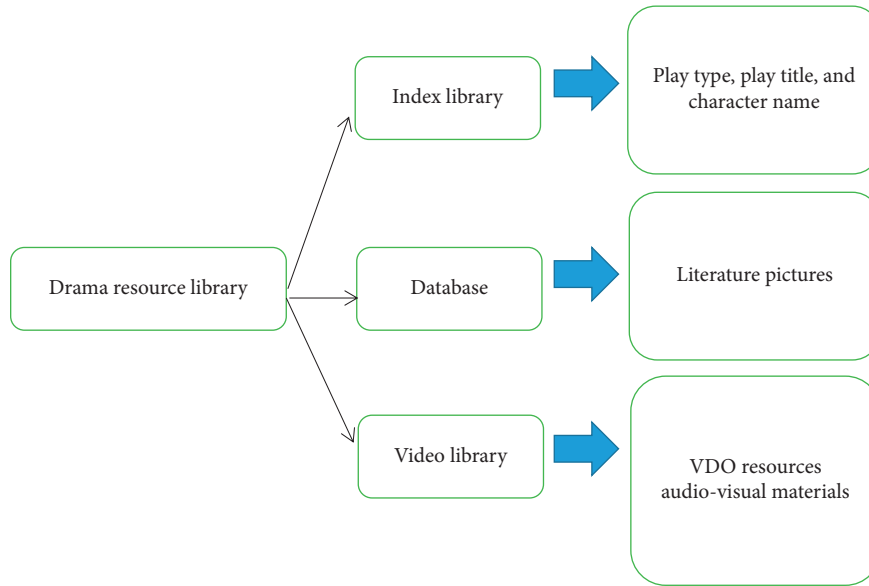 Index library
Play type, play title, and
character name
Drama resource library
Database
Literature pictures
Video library
VDO resources
audio-visual materials